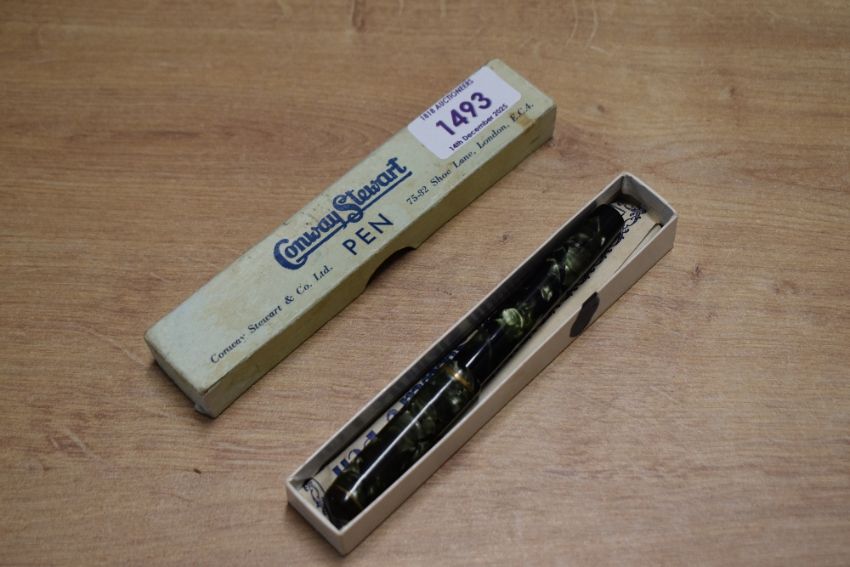 1818 AUCTIONEERS
1493
14th December 2025
Conway Stewart
PEN
Conway Stewart & Co. Ltd.
75-82 Shoe Lane, London, E.C.4.
Pen